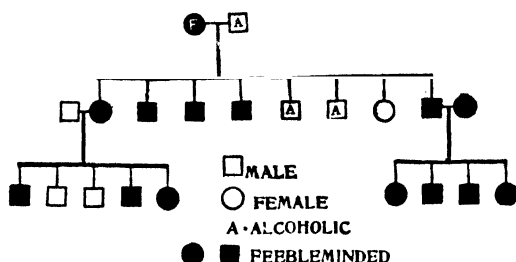 F A
A A
MALE
FEMALE
A-ALCOHOLIC
FEEBLEMINDED